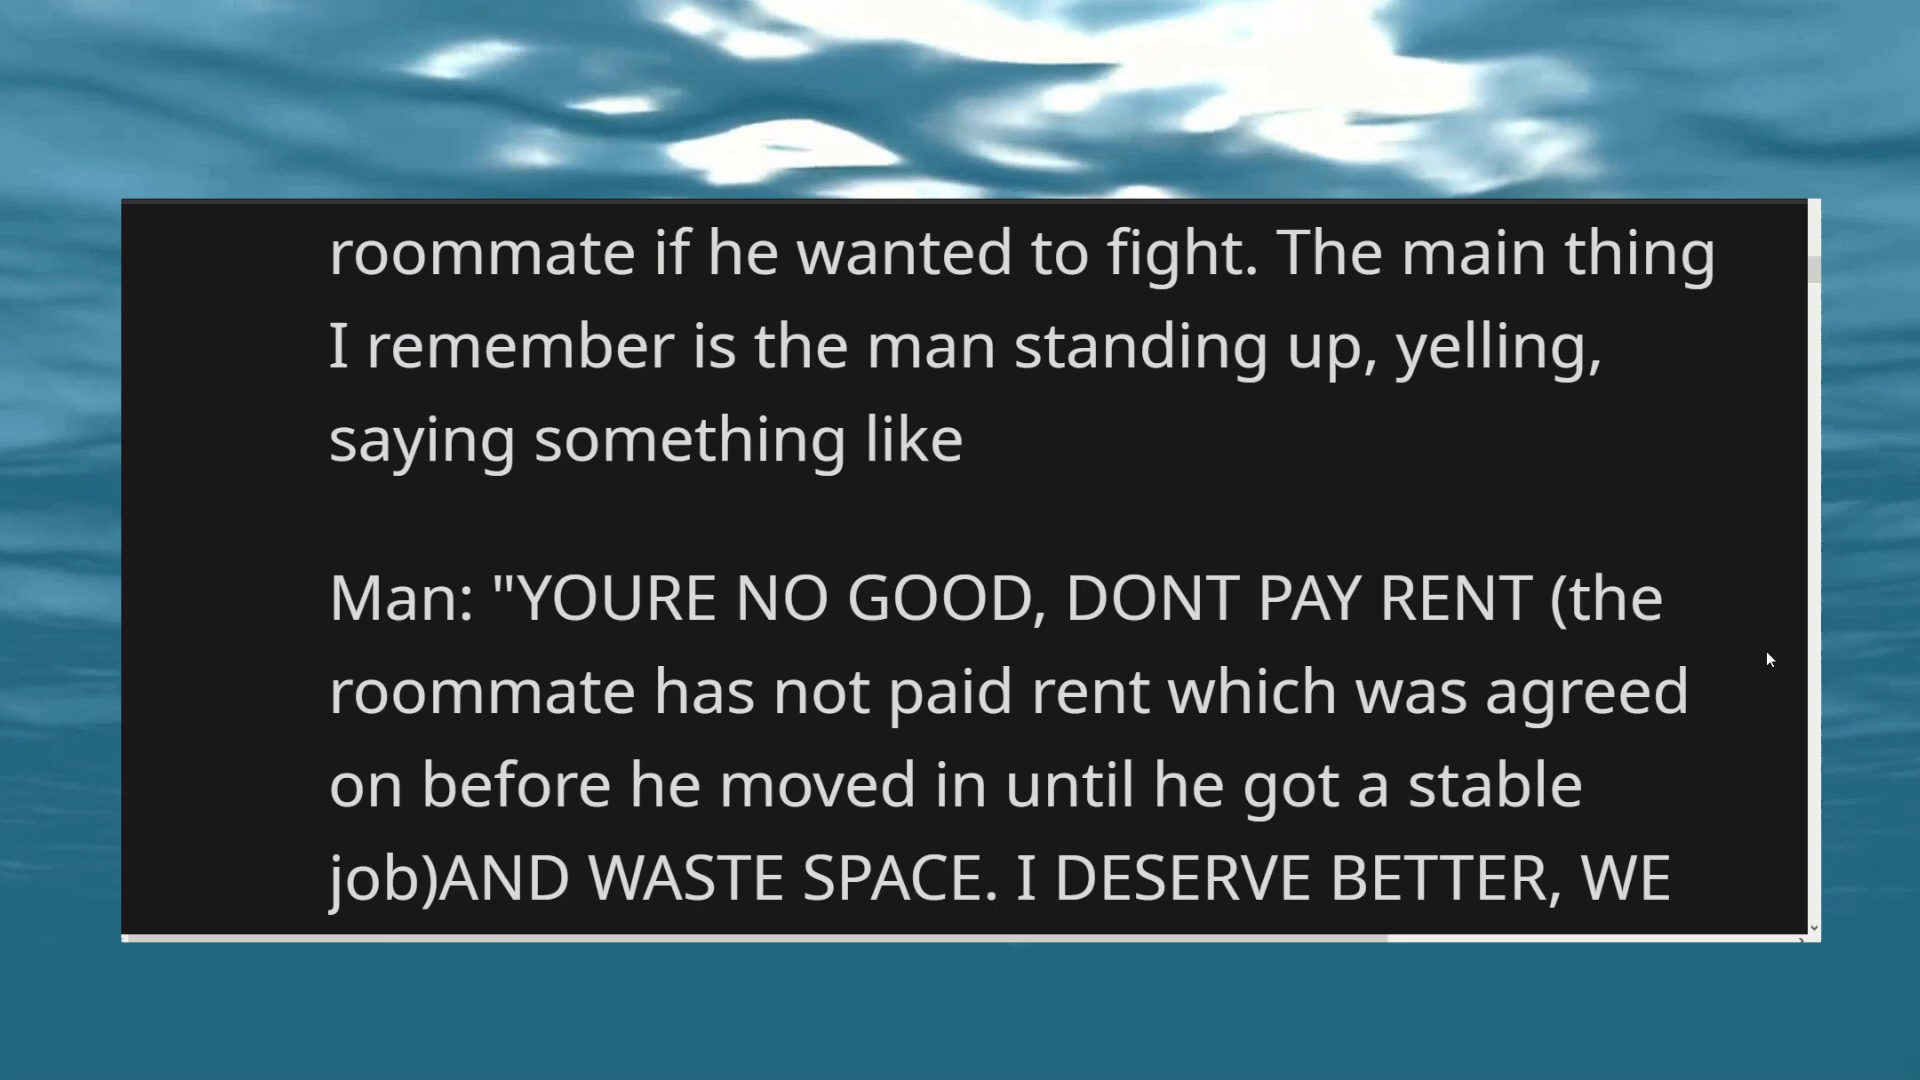 roommate if he wanted to fight. The main thing
I remember is the man standing up, yelling,
saying something like
Man: "YOURE NO GOOD, DONT PAY RENT (the
roommate has not paid rent which was agreed
on before he moved in until he got a stable
job)AND WASTE SPACE. I DESERVE BETTER, WE